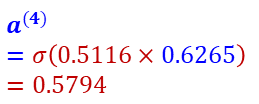 a⁽⁴⁾
= σ(0.5116 × 0.6265)
= 0.5794